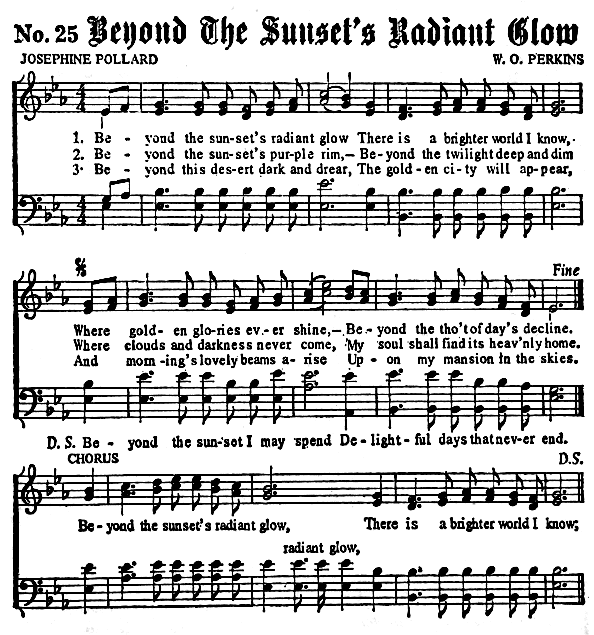 No. 25 Beyond The Sunset's Radiant Glow
JOSEPHINE POLLARD W. O. PERKINS
1. Be - yond the sun-set's radiant glow There is a brighter world I know,
2. Be - yond the sun-set's pur-ple rim,— Be-yond the twilight deep and dim
3. Be - yond this des-ert dark and drear, The gold-en ci-ty will ap-pear,
Fine
Where gold- en glo-ries ev-er shine,— Be-yond the tho't of day's decline.
Where clouds and darkness never come, My soul shall find its heav'nly home.
And morn-ing's lovely beams a-rise Up-on my mansion in the skies.
D. S. Be - yond the sun-set I may spend De-light-ful days that nev-er end.
CHORUS D.S.
Be-yond the sunset's radiant glow, There is a brighter world I know;
radiant glow,